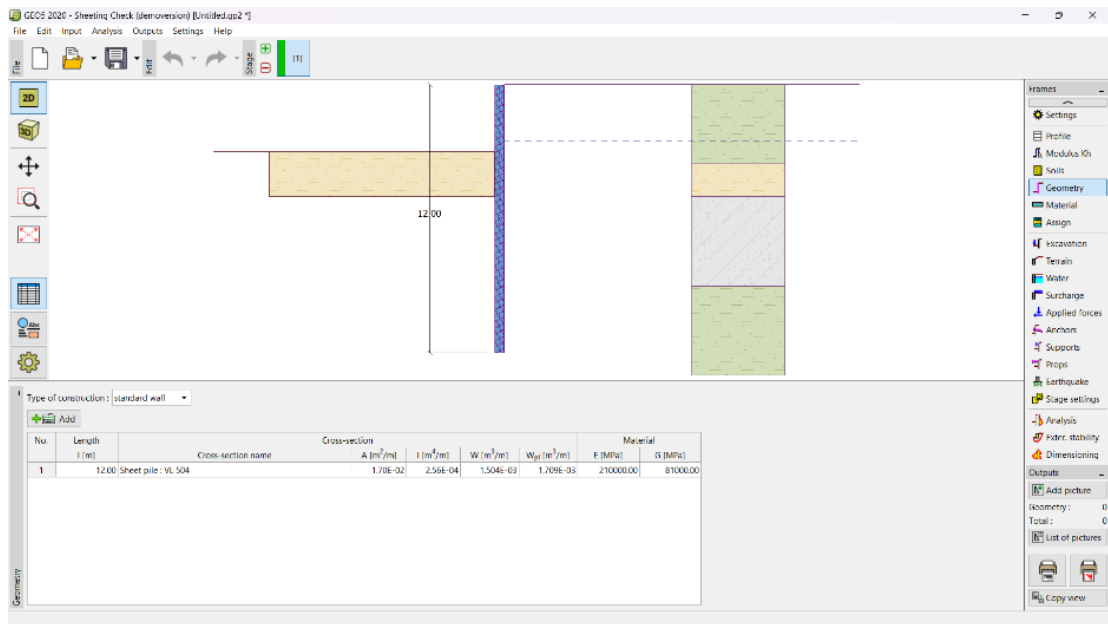 GEO5 2020 - Sheeting Check (demoversion) [Untitled.gp2 *]
File Edit Input Analysis Outputs Settings Help
File
Edit
Stage
[1]
2D
3D
Abc
12.00
Frames
Settings
Profile
Modulus Kh
Soils
Geometry
Material
Assign
Excavation
Terrain
Water
Surcharge
Applied forces
Anchors
Supports
Props
Earthquake
Stage settings
Analysis
Exter. stability
Dimensioning
Outputs
Add picture
Geometry : 0
Total : 0
List of pictures
Copy view
Geometry
Type of construction : standard wall
Add
No. Length Cross-section Material
l [m] Cross-section name A [m²/m] I [m⁴/m] W [m³/m] Wpl [m³/m] E [MPa] G [MPa]
1 12.00 Sheet pile : VL 504 1.70E-02 2.56E-04 1.504E-03 1.709E-03 210000.00 81000.00